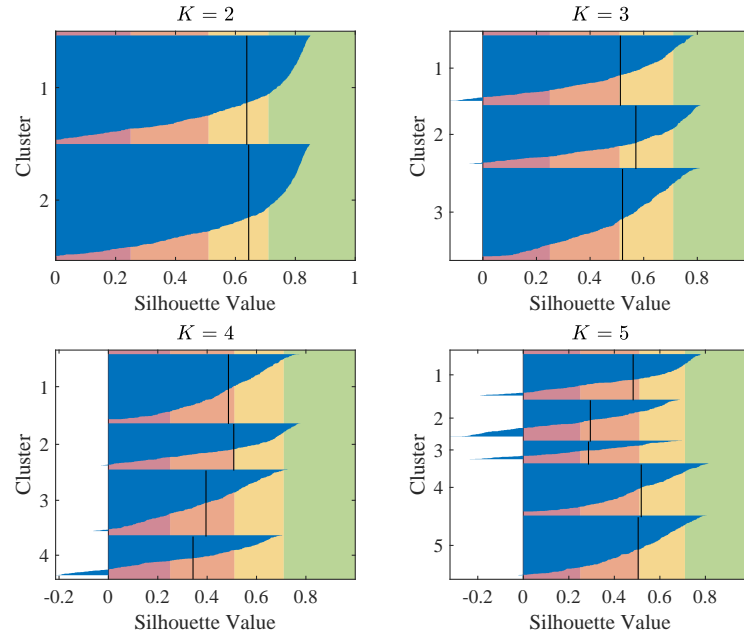 K = 2
1
2
Cluster
0 0.2 0.4 0.6 0.8 1
Silhouette Value
K = 3
1
2
3
Cluster
0 0.2 0.4 0.6 0.8
Silhouette Value
K = 4
1
2
3
4
Cluster
-0.2 0 0.2 0.4 0.6 0.8
Silhouette Value
K = 5
1
2
3
4
5
Cluster
0 0.2 0.4 0.6 0.8
Silhouette Value